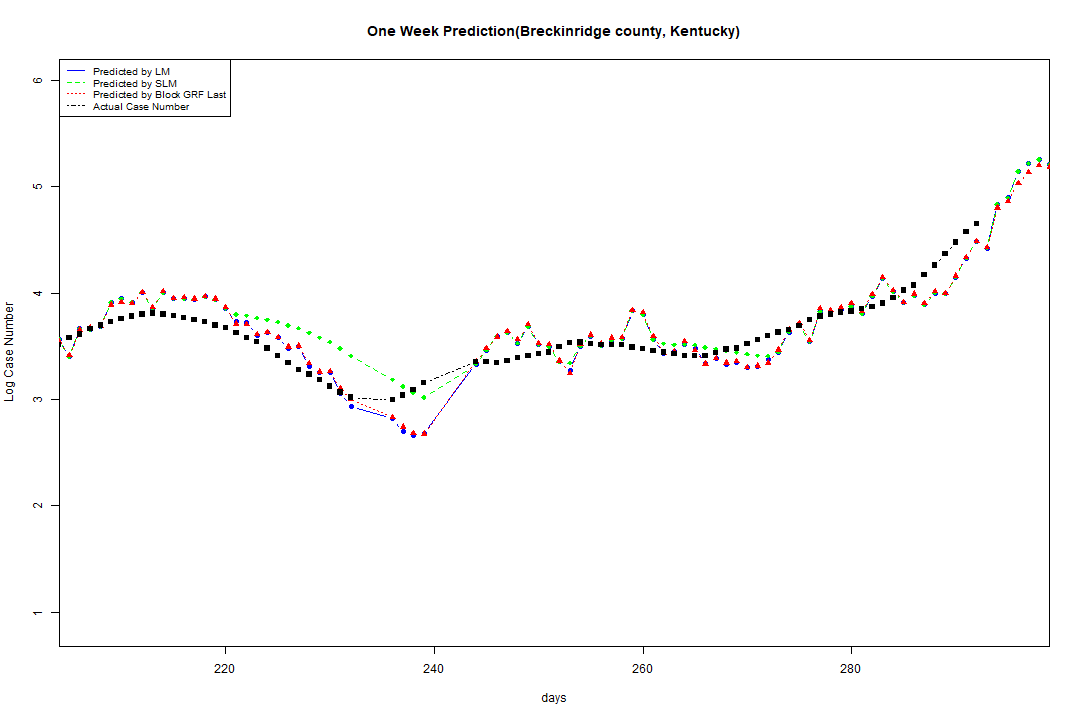 One Week Prediction(Breckinridge county, Kentucky)
Predicted by LM
Predicted by SLM
Predicted by Block GRF Last
Actual Case Number
6
5
4
3
2
1
Log Case Number
220 240 260 280
days